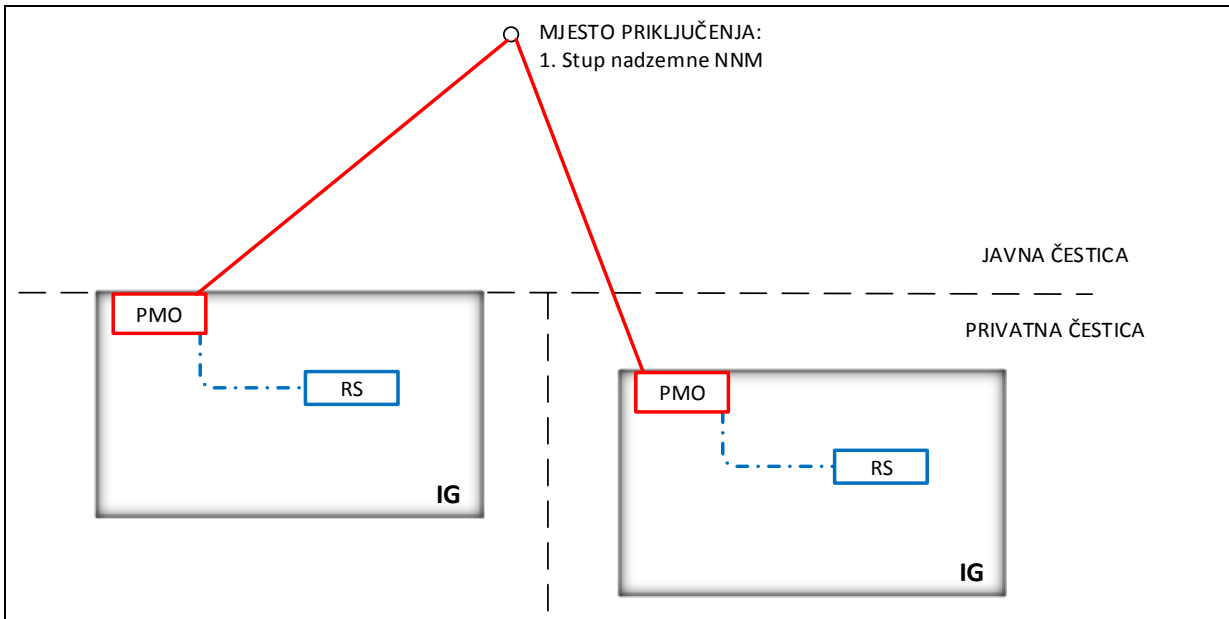 MJESTO PRIKLJUČENJA:
1. Stup nadzemne NNM
JAVNA ČESTICA
PMO
PRIVATNA ČESTICA
RS
PMO
IG
RS
IG